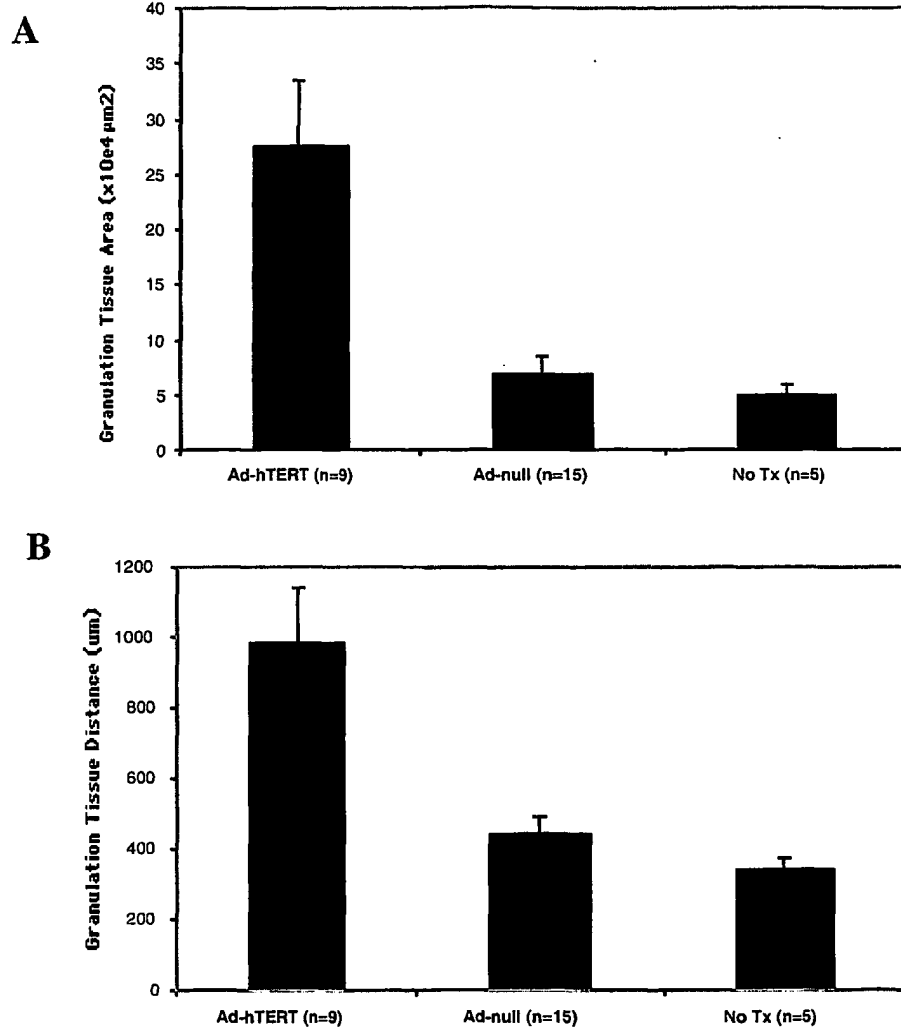 A
Granulation Tissue Area (x10e4 µm2)
40
35
30
25
20
15
10
5
0
Ad-hTERT (n=9)
Ad-null (n=15)
No Tx (n=5)
B
Granulation Tissue Distance (um)
1200
1000
800
600
400
200
0
Ad-hTERT (n=9)
Ad-null (n=15)
No Tx (n=5)